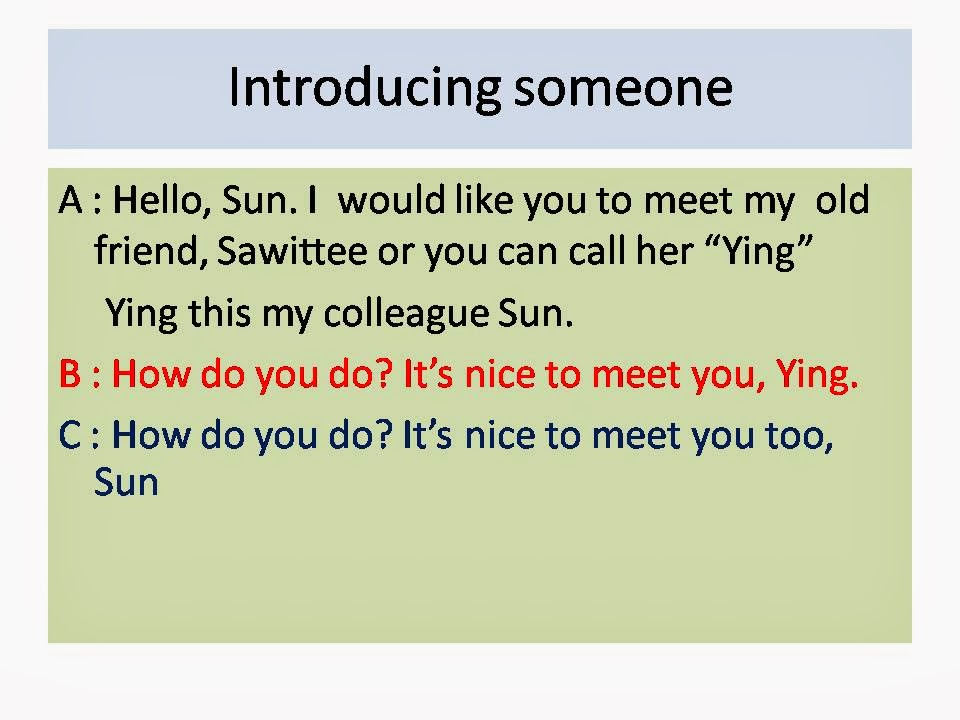 Introducing someone
A : Hello, Sun. I  would like you to meet my  old
friend, Sawittee or you can call her “Ying”
Ying this my colleague Sun.
B : How do you do? It’s nice to meet you, Ying.
C : How do you do? It’s nice to meet you too,
Sun